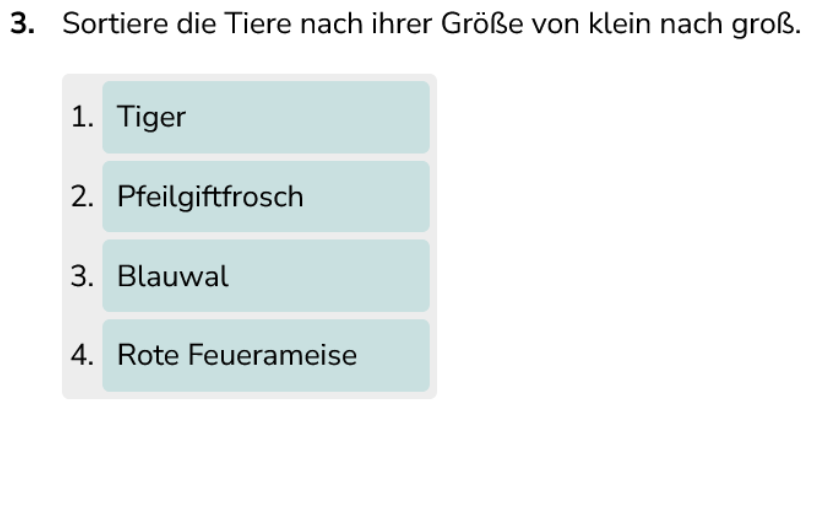 3. Sortiere die Tiere nach ihrer Größe von klein nach groß.
1. Tiger
2. Pfeilgiftfrosch
3. Blauwal
4. Rote Feuerameise